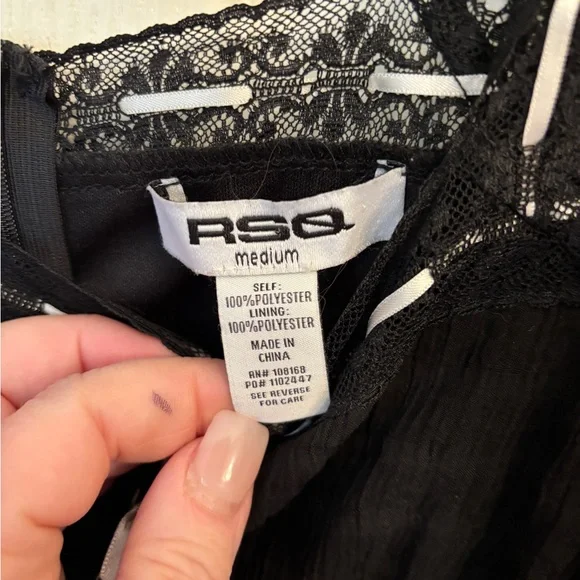 RSQ
medium
SELF:
100%POLYESTER
LINING:
100%POLYESTER
MADE IN
CHINA
RN# 108168
PO# 1102447
SEE REVERSE
FOR CARE